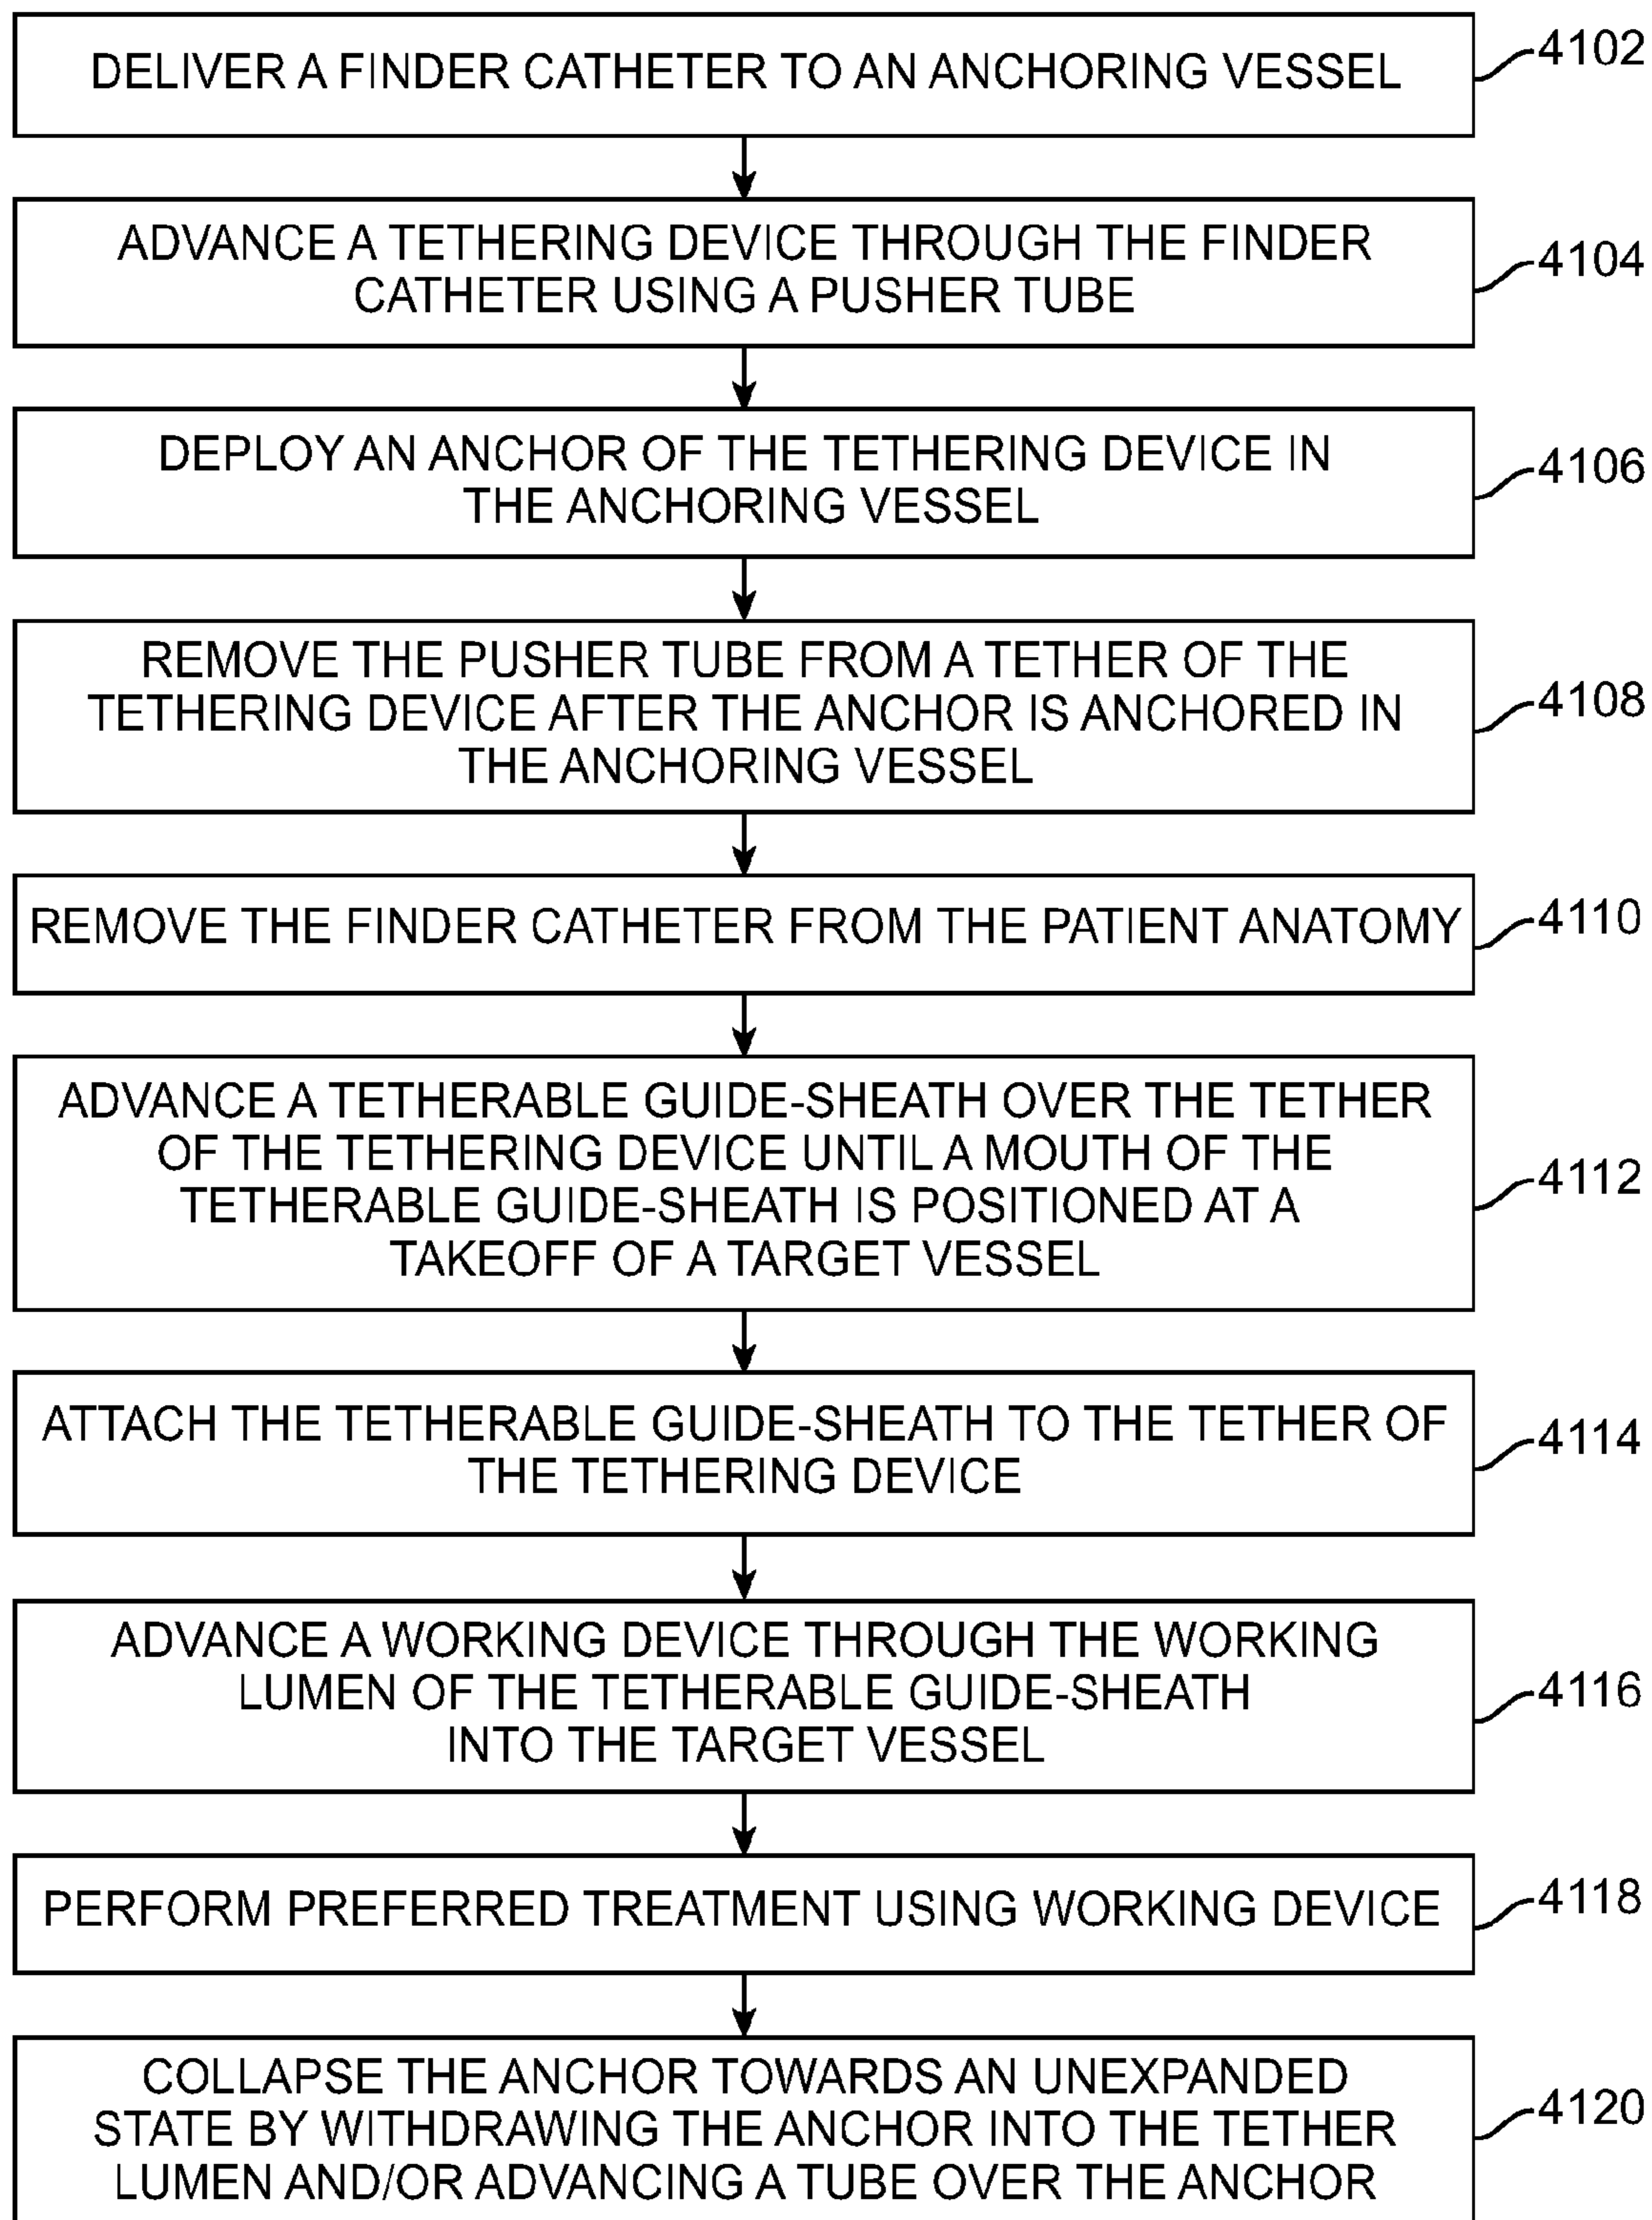 DELIVER A FINDER CATHETER TO AN ANCHORING VESSEL
4102
ADVANCE A TETHERING DEVICE THROUGH THE FINDER
CATHETER USING A PUSHER TUBE
4104
DEPLOY AN ANCHOR OF THE TETHERING DEVICE IN
THE ANCHORING VESSEL
4106
REMOVE THE PUSHER TUBE FROM A TETHER OF THE
TETHERING DEVICE AFTER THE ANCHOR IS ANCHORED IN
THE ANCHORING VESSEL
4108
REMOVE THE FINDER CATHETER FROM THE PATIENT ANATOMY
4110
ADVANCE A TETHERABLE GUIDE-SHEATH OVER THE TETHER
OF THE TETHERING DEVICE UNTIL A MOUTH OF THE
TETHERABLE GUIDE-SHEATH IS POSITIONED AT A
TAKEOFF OF A TARGET VESSEL
4112
ATTACH THE TETHERABLE GUIDE-SHEATH TO THE TETHER OF
THE TETHERING DEVICE
4114
ADVANCE A WORKING DEVICE THROUGH THE WORKING
LUMEN OF THE TETHERABLE GUIDE-SHEATH
INTO THE TARGET VESSEL
4116
PERFORM PREFERRED TREATMENT USING WORKING DEVICE
4118
COLLAPSE THE ANCHOR TOWARDS AN UNEXPANDED
STATE BY WITHDRAWING THE ANCHOR INTO THE TETHER
LUMEN AND/OR ADVANCING A TUBE OVER THE ANCHOR
4120